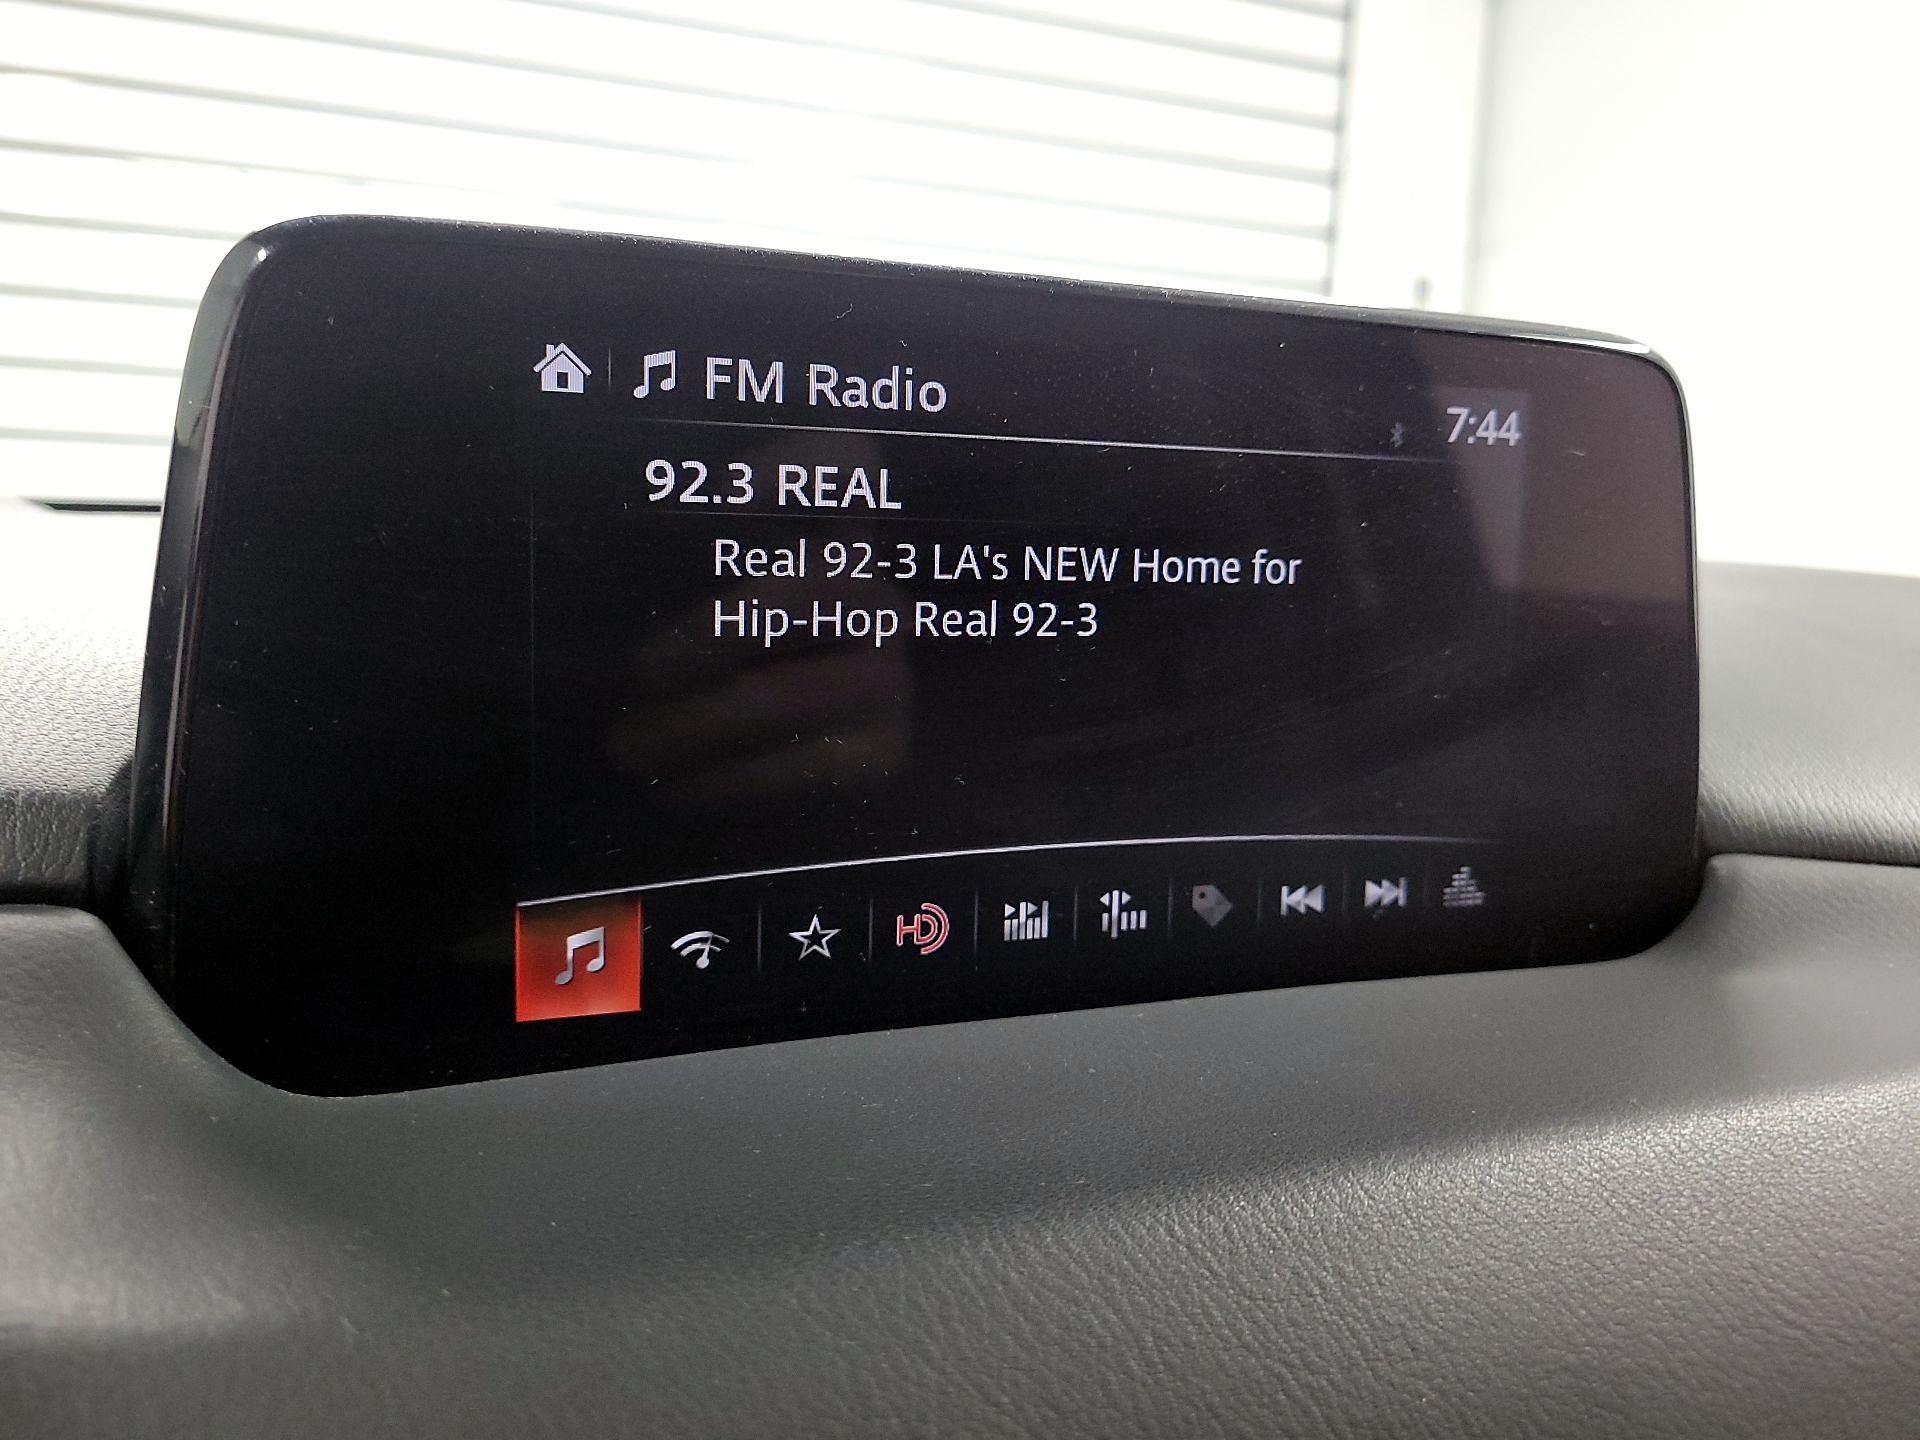 FM Radio
7:44
92.3 REAL
Real 92-3 LA's NEW Home for
Hip-Hop Real 92-3
HD